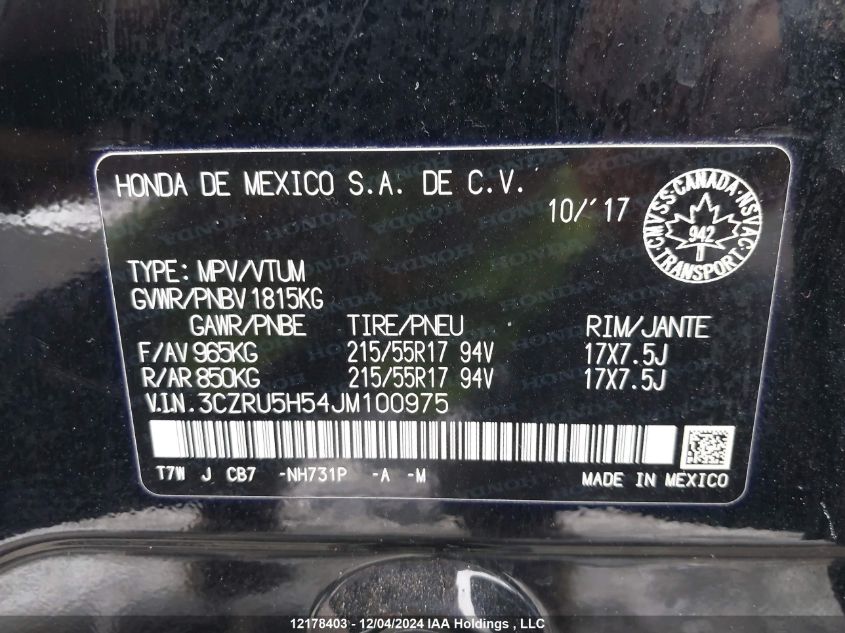 HONDA DE MEXICO S.A. DE C.V.
10/'17
CMVSS·CANADA·NSVAC
942
TRANSPORT
TYPE: MPV/VTUM
GVWR/PNBV 1815KG
GAWR/PNBE TIRE/PNEU RIM/JANTE
F/AV 965KG 215/55R17 94V 17X7.5J
R/AR 850KG 215/55R17 94V 17X7.5J
V.I.N. 3CZRU5H54JM100975
T7W J CB7 -NH731P -A -M MADE IN MEXICO
12178403 - 12/04/2024 IAA Holdings , LLC